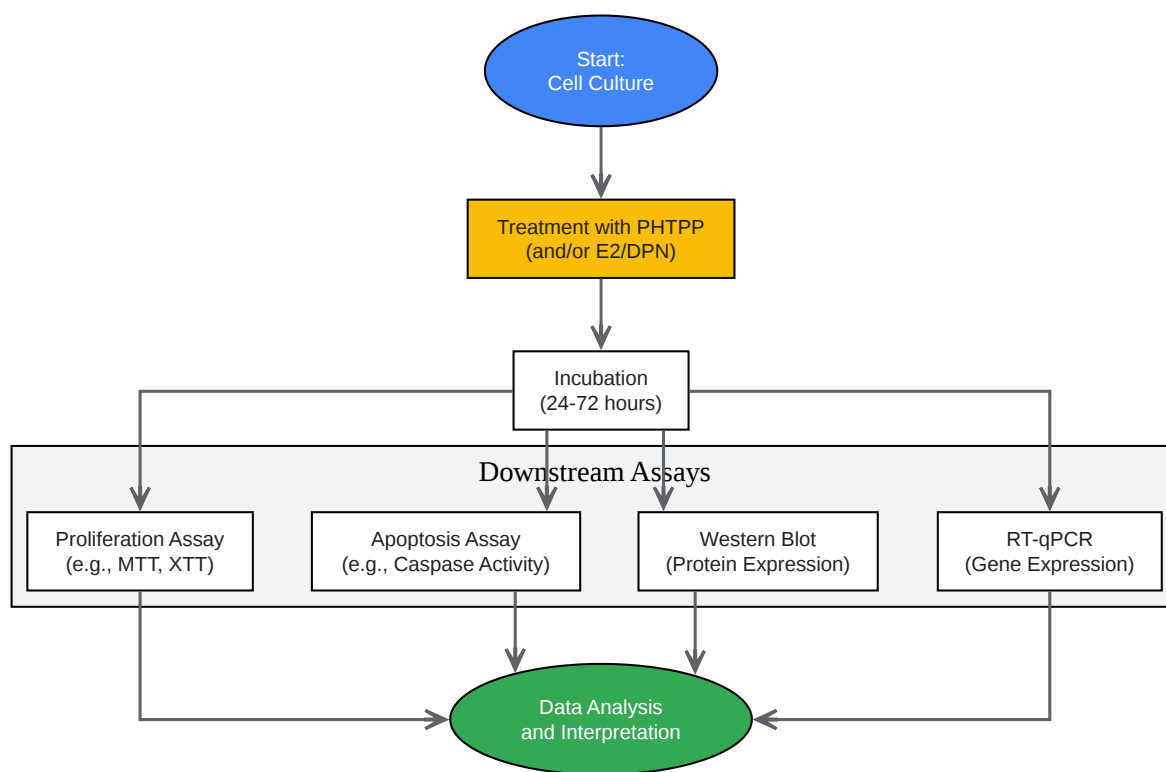 Start:
Cell Culture
Treatment with PHTPP
(and/or E2/DPN)
Incubation
(24-72 hours)
Downstream Assays
Proliferation Assay
(e.g., MTT, XTT)
Apoptosis Assay
(e.g., Caspase Activity)
Western Blot
(Protein Expression)
RT-qPCR
(Gene Expression)
Data Analysis
and Interpretation